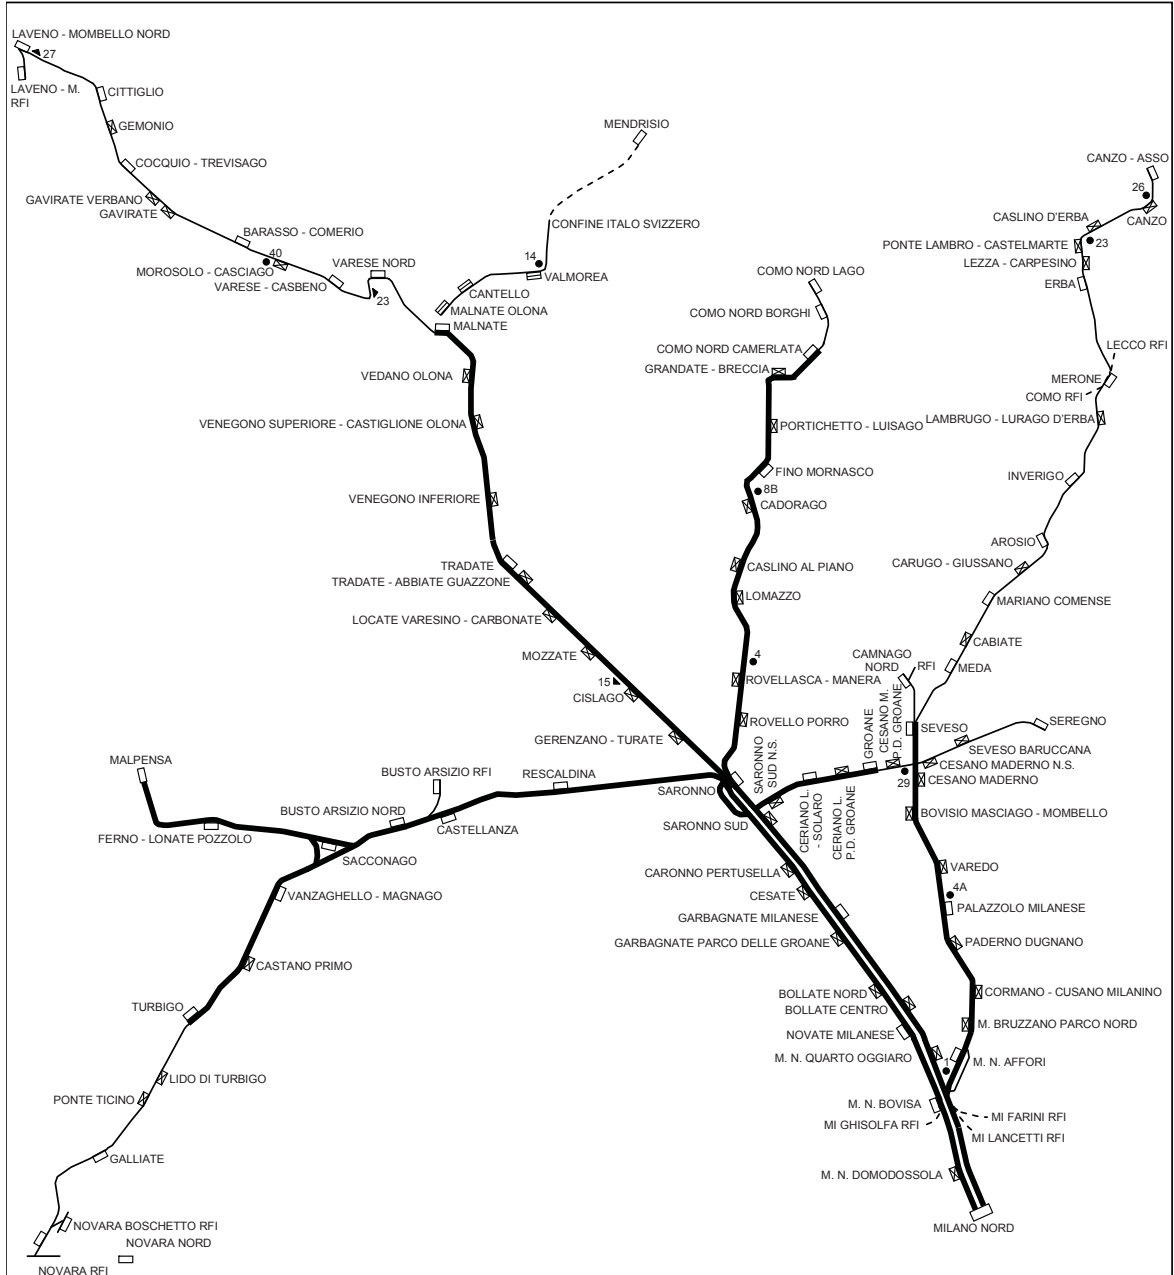 LAVENO - MOMBELLO NORD
27
LAVENO - M.
RFI
CITTIGLIO
GEMONIO
MENDRISIO
COCQUIO - TREVISAGO
CANZO - ASSO
26
GAVIRATE VERBANO
GAVIRATE
CANZO
CASLINO D'ERBA
CONFINE ITALO SVIZZERO
BARASSO - COMERIO
40
23
PONTE LAMBRO - CASTELMARTE
MOROSOLO - CASCIAGO
VARESE NORD
14
LEZZA - CARPESINO
VARESE - CASBENO
VALMOREA
COMO NORD LAGO
ERBA
23
CANTELLO
MALNATE OLONA
MALNATE
COMO NORD BORGHI
COMO NORD CAMERLATA
LECCO RFI
GRANDATE - BRECCIA
VEDANO OLONA
MERONE
COMO RFI
VENEGONO SUPERIORE - CASTIGLIONE OLONA
PORTICHETTO - LUISAGO
LAMBRUGO - LURAGO D'ERBA
FINO MORNASCO
INVERIGO
8B
VENEGONO INFERIORE
CADORAGO
AROSIO
TRADATE
CARUGO - GIUSSANO
TRADATE - ABBIATE GUAZZONE
CASLINO AL PIANO
LOMAZZO
MARIANO COMENSE
LOCATE VARESINO - CARBONATE
CABIATE
MOZZATE
4
CAMNAGO
NORD
RFI
MEDA
15
CISLAGO
ROVELLASCA - MANERA
ROVELLO PORRO
GERENZANO - TURATE
SARONNO
SUD N.S.
GROANE
CESANO M.
P.D. GROANE
SEVESO
SEREGNO
SEVESO BARUCCANA
MALPENSA
BUSTO ARSIZIO RFI
RESCALDINA
CESANO MADERNO N.S.
29
CESANO MADERNO
SARONNO
BUSTO ARSIZIO NORD
CERIANO L.
- SOLARO
CERIANO L.
P.D. GROANE
BOVISIO MASCIAGO - MOMBELLO
SARONNO SUD
FERNO - LONATE POZZOLO
CASTELLANZA
SACCONAGO
CARONNO PERTUSELLA
VAREDO
VANZAGHELLO - MAGNAGO
CESATE
4A
PALAZZOLO MILANESE
GARBAGNATE MILANESE
GARBAGNATE PARCO DELLE GROANE
PADERNO DUGNANO
CASTANO PRIMO
BOLLATE NORD
CORMANO - CUSANO MILANINO
TURBIGO
BOLLATE CENTRO
NOVATE MILANESE
M. BRUZZANO PARCO NORD
M. N. QUARTO OGGIARO
1
M. N. AFFORI
LIDO DI TURBIGO
PONTE TICINO
M. N. BOVISA
MI FARINI RFI
MI GHISOLFA RFI
MI LANCETTI RFI
GALLIATE
M. N. DOMODOSSOLA
NOVARA BOSCHETTO RFI
MILANO NORD
NOVARA NORD
NOVARA RFI